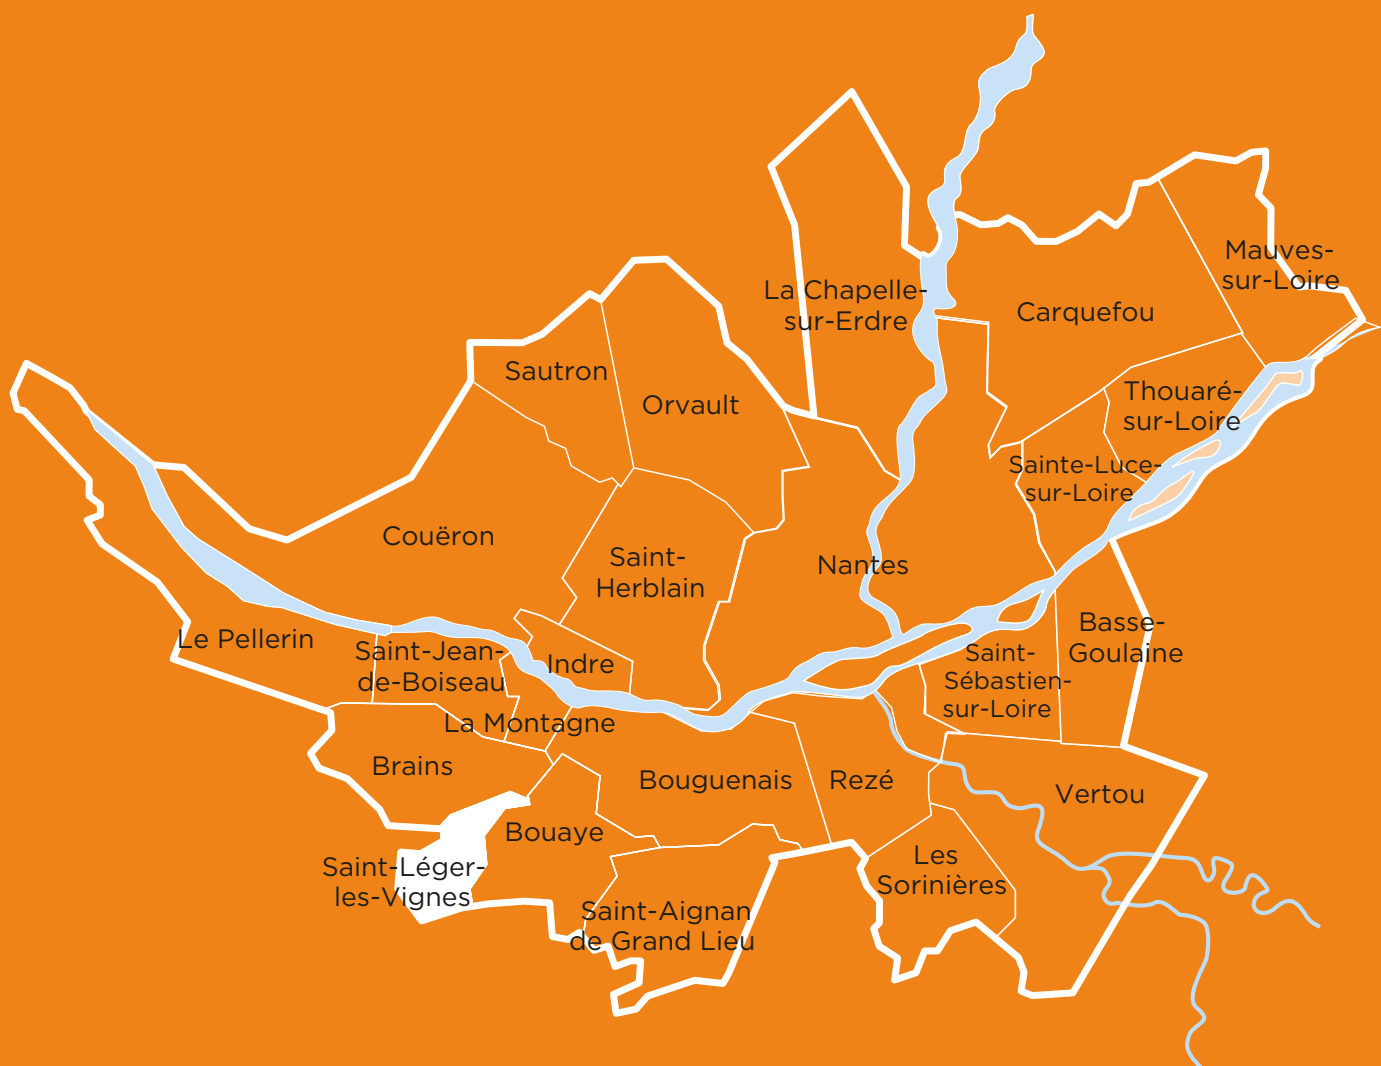 Mauves-
sur-Loire
La Chapelle-
sur-Erdre
Carquefou
Sautron
Orvault
Thouaré-
sur-Loire
Sainte-Luce-
sur-Loire
Couëron
Saint-
Herblain
Nantes
Le Pellerin
Saint-Jean-
de-Boiseau
Indre
Saint-
Sébastien-
sur-Loire
Basse-
Goulaine
La Montagne
Brains
Bouguenais
Rezé
Vertou
Bouaye
Saint-Léger-
les-Vignes
Les
Sorinières
Saint-Aignan
de Grand Lieu